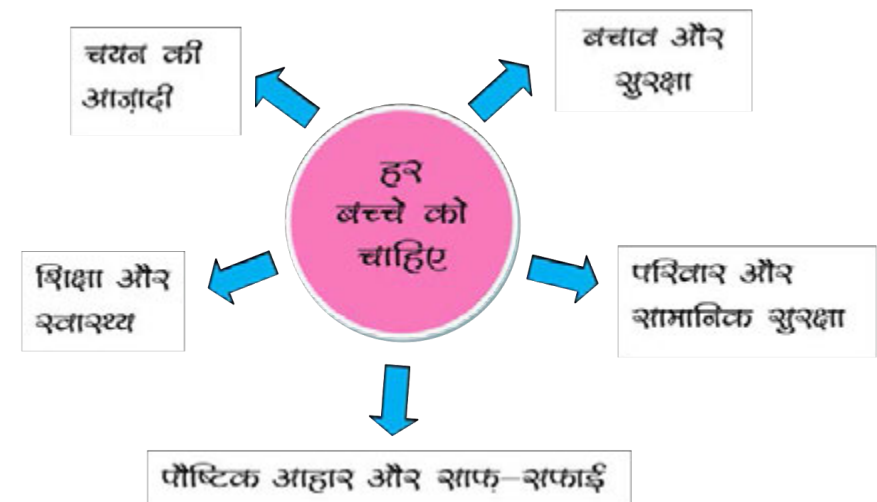 चयन की
आज़ादी
बचाव और
सुरक्षा
हर
बच्चे को
चाहिए
शिक्षा और
स्वास्थ्य
परिवार और
सामानिक सुरक्षा
पौष्टिक आहार और साफ़-सफाई